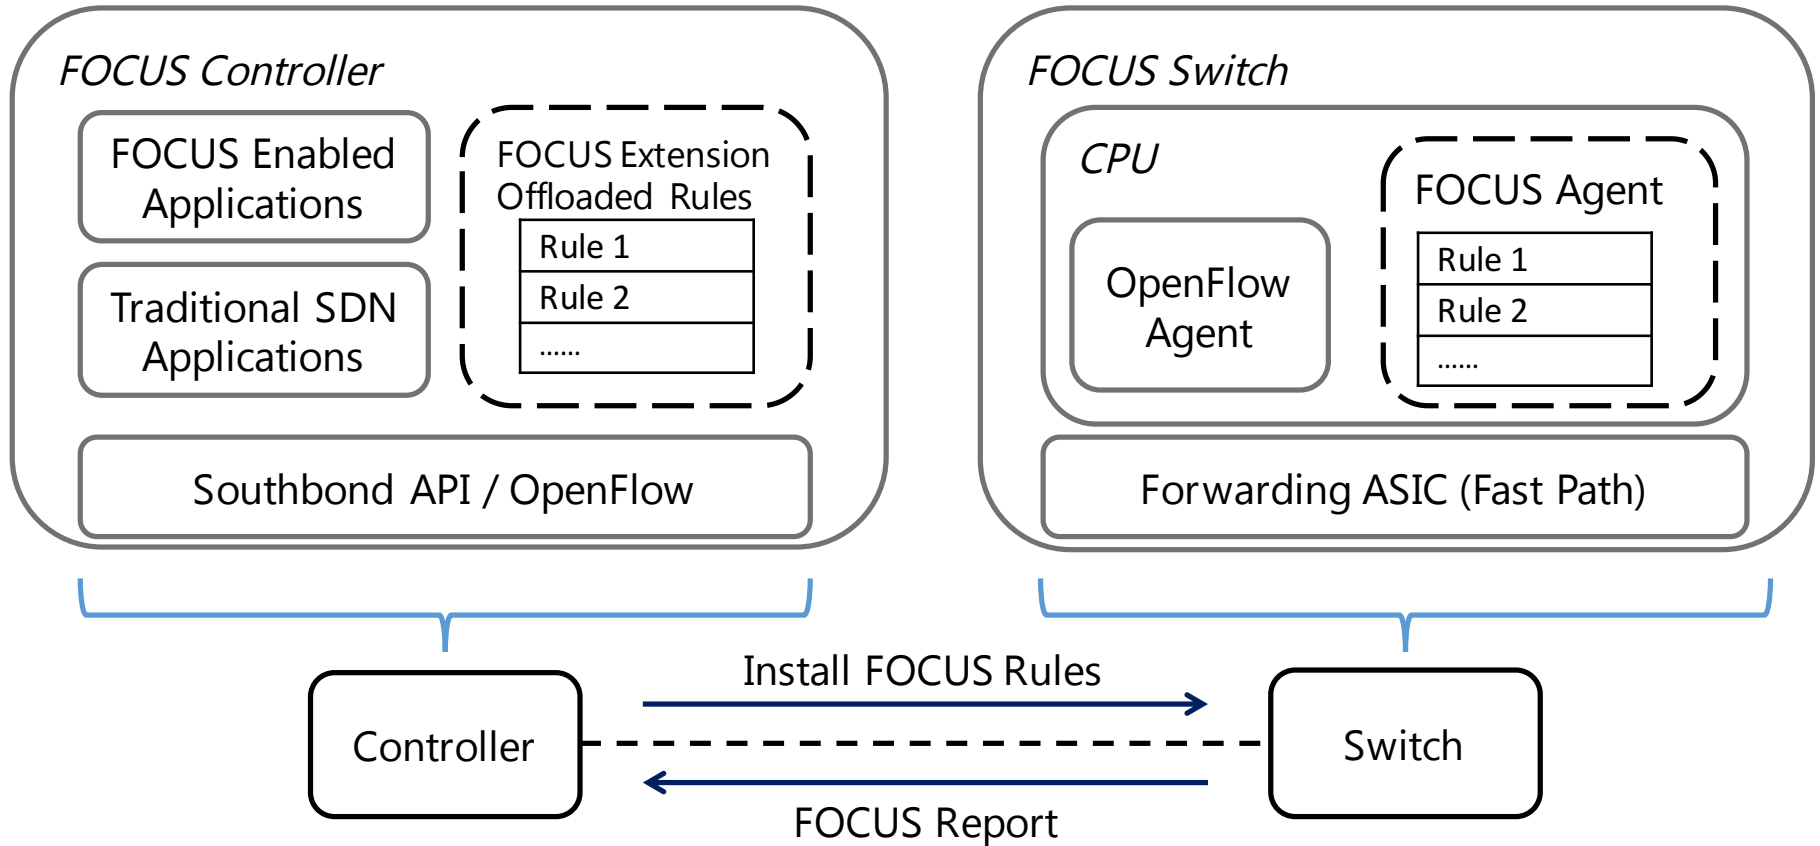 FOCUS Controller
FOCUS Enabled
Applications
Traditional SDN
Applications
FOCUS Extension
Offloaded Rules
Rule 1
Rule 2
......
Southbond API / OpenFlow
FOCUS Switch
CPU
OpenFlow
Agent
FOCUS Agent
Rule 1
Rule 2
......
Forwarding ASIC (Fast Path)
Install FOCUS Rules
Controller
Switch
FOCUS Report